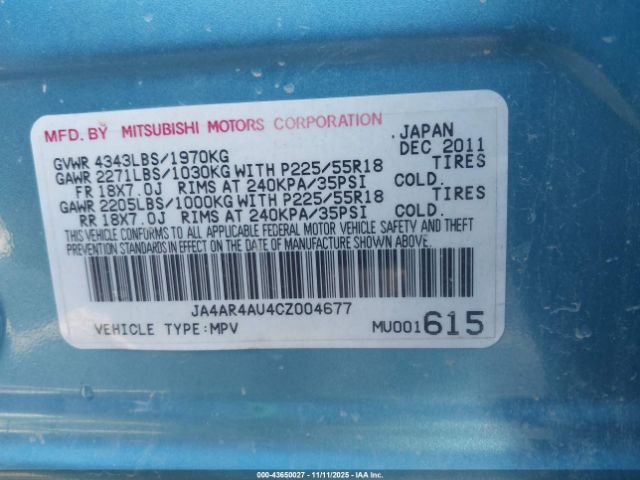 MFD. BY MITSUBISHI MOTORS CORPORATION .JAPAN
GVWR 4343LBS/1970KG DEC 2011
GAWR 2271LBS/1030KG WITH P225/55R18 TIRES
FR 18X7.0J RIMS AT 240KPA/35PSI COLD.
GAWR 2205LBS/1000KG WITH P225/55R18 TIRES
RR 18X7.0J RIMS AT 240KPA/35PSI COLD.
THIS VEHICLE CONFORMS TO ALL APPLICABLE FEDERAL MOTOR VEHICLE SAFETY AND THEFT
PREVENTION STANDARDS IN EFFECT ON THE DATE OF MANUFACTURE SHOWN ABOVE.
JA4AR4AU4CZ004677
VEHICLE TYPE:MPV MU001615
000-43650027 - 11/11/2025 - IAAI.com